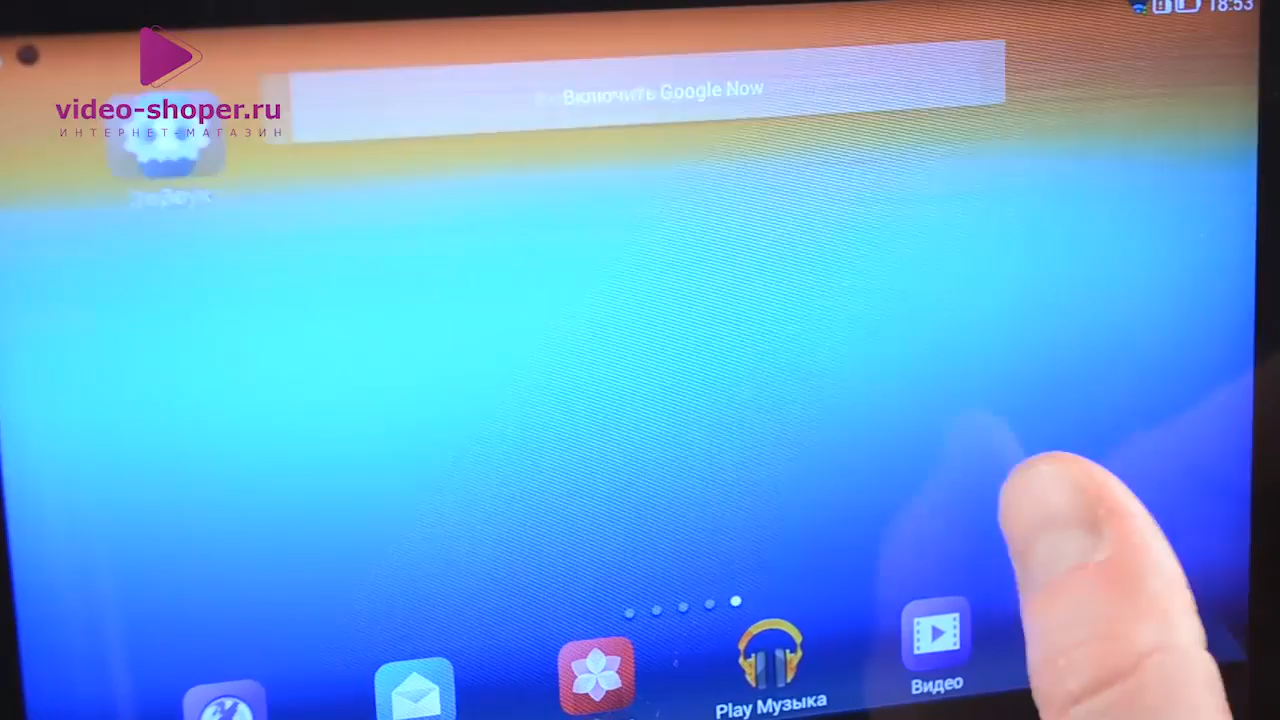 18:53
video-shoper.ru
ИНТЕРНЕТ-МАГАЗИН
Включить Google Now
Play Музыка
Видео